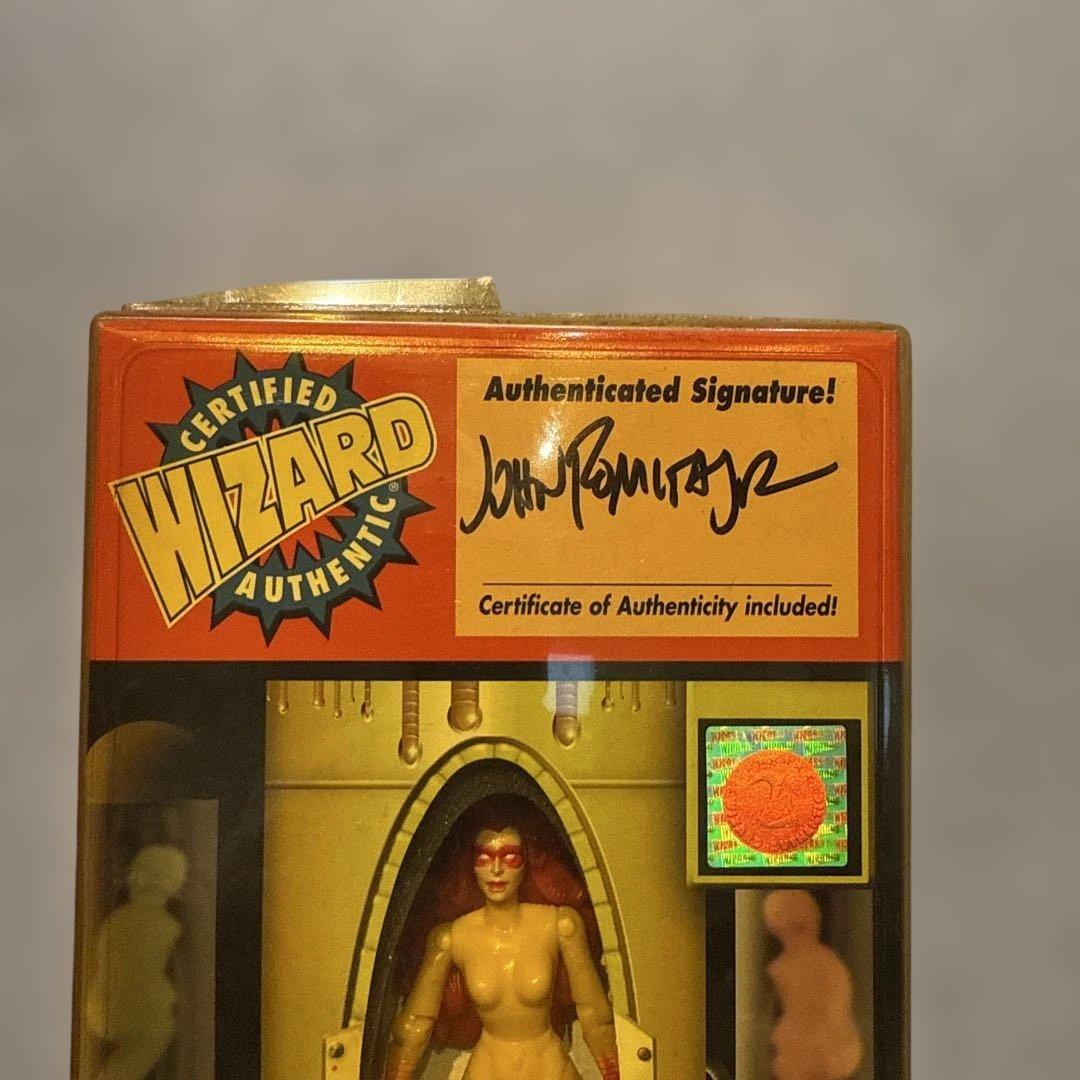 CERTIFIED
WIZARD
AUTHENTIC®
Authenticated Signature!
JOHN ROMITA JR
Certificate of Authenticity included!